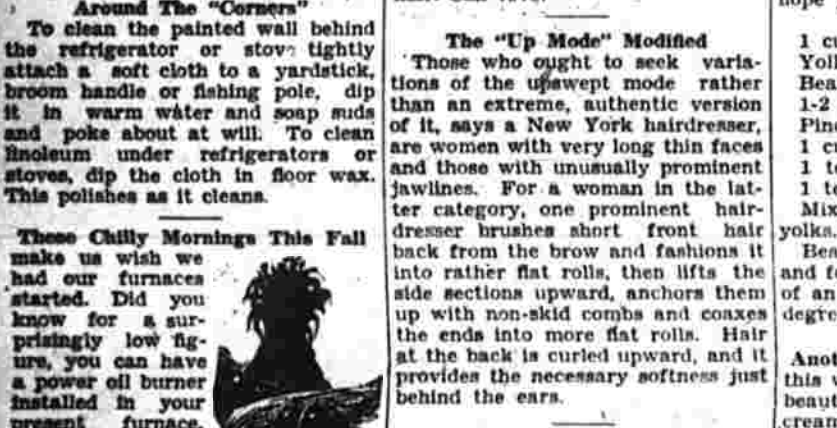 Around The "Corners"
To clean the painted wall behind
the refrigerator or stove tightly
attach a soft cloth to a yardstick,
broom handle or fishing pole, dip
it in warm water and soap suds
and poke about at will. To clean
linoleum under refrigerators or
stoves, dip the cloth in floor wax.
This polishes as it cleans.
These Chilly Mornings This Fall
make us wish we
had our furnaces
started. Did you
know for a sur-
prisingly low fig-
ure, you can have
a power oil burner
installed in your
present furnace.
The "Up Mode" Modified
Those who ought to seek varia-
tions of the upswept mode rather
than an extreme, authentic version
of it, says a New York hairdresser,
are women with very long thin faces
and those with unusually prominent
jawlines. For a woman in the lat-
ter category, one prominent hair-
dresser brushes short front hair
back from the brow and fashions it
into rather flat rolls, then lifts the
side sections upward, anchors them
up with non-skid combs and coaxes
the ends into more flat rolls. Hair
at the back is curled upward, and it
provides the necessary softness just
behind the ears.
1 cu
Yolk
Bea
1-2
Pin
1 cu
1 te
1 t
Mix
yolks.
Bea
and
of an
degre
Anot
this
beaut
crean